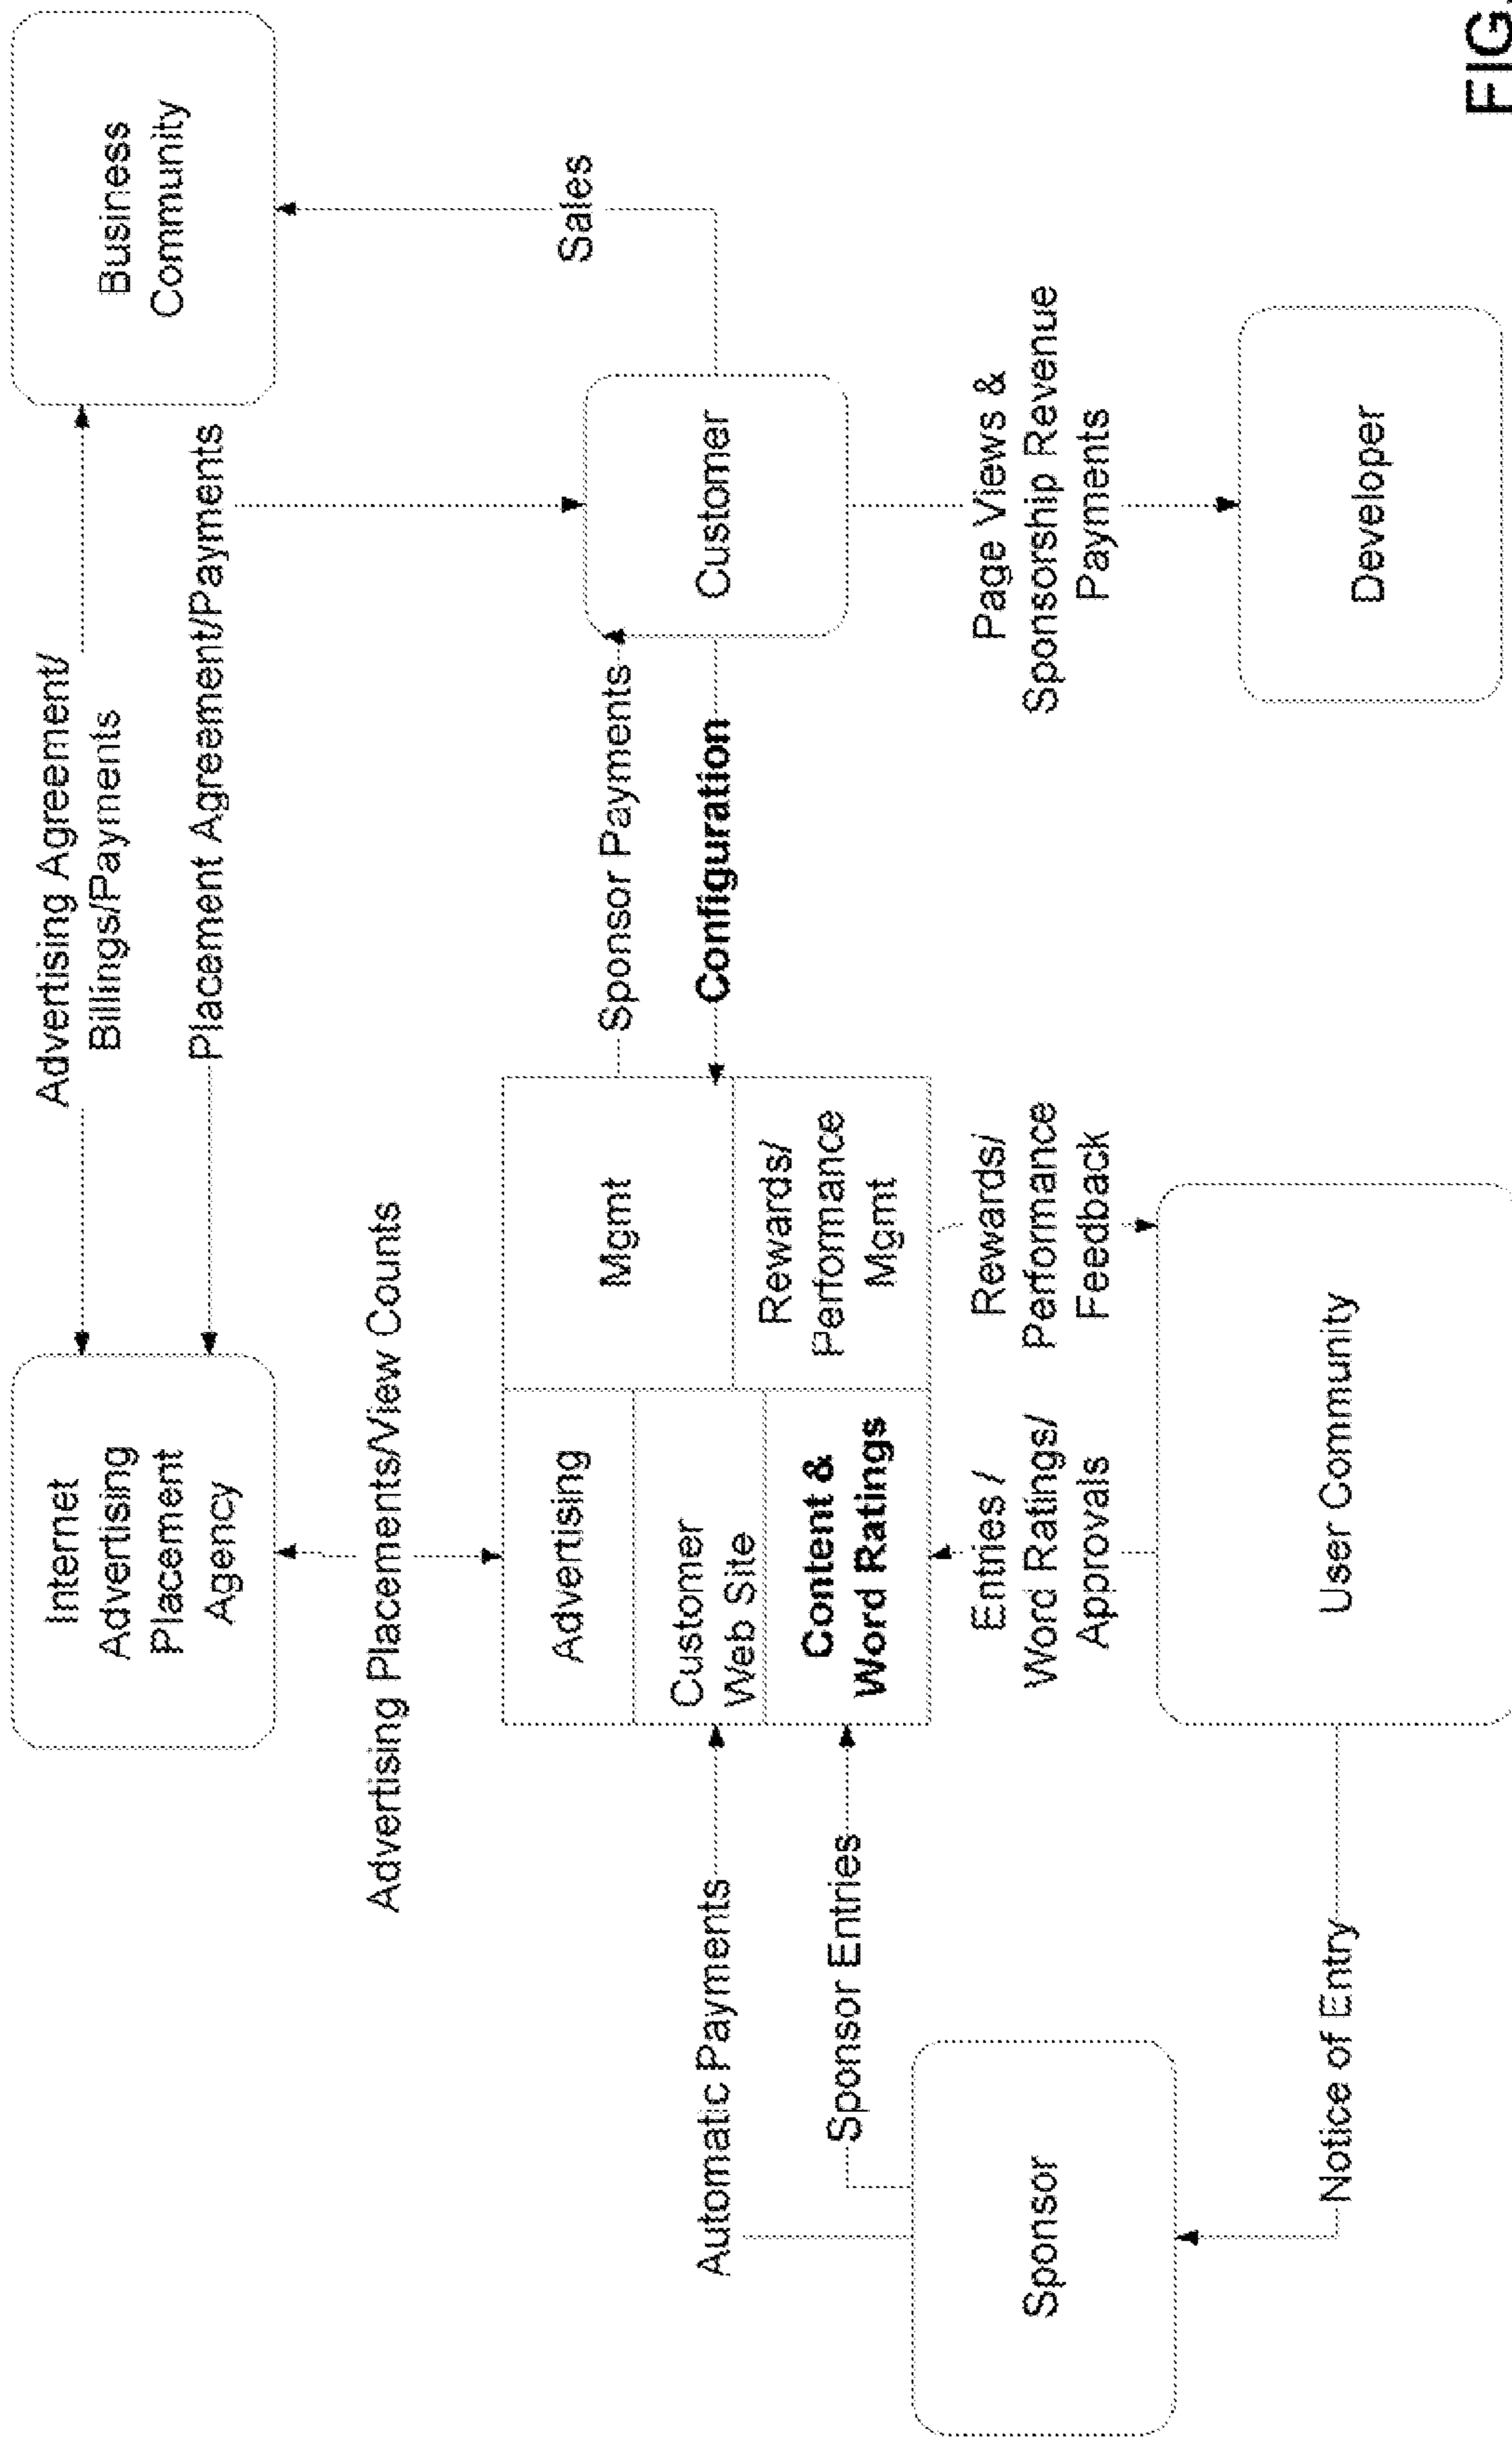 Advertising Agreement/
Billings/Payments
Placement Agreement/Payments
Internet
Advertising
Placement
Agency
Business
Community
Advertising Placements/View Counts
Sales
Advertising
Customer
Web Site
Content &
Word Ratings
Mgmt
Rewards/
Performance
Mgmt
Sponsor Payments
Configuration
Customer
Automatic Payments
Sponsor Entries
Entries /
Word Ratings/
Approvals
Rewards/
Performance
Feedback
Page Views &
Sponsorship Revenue
Payments
Sponsor
User Community
Developer
Notice of Entry
FIG.